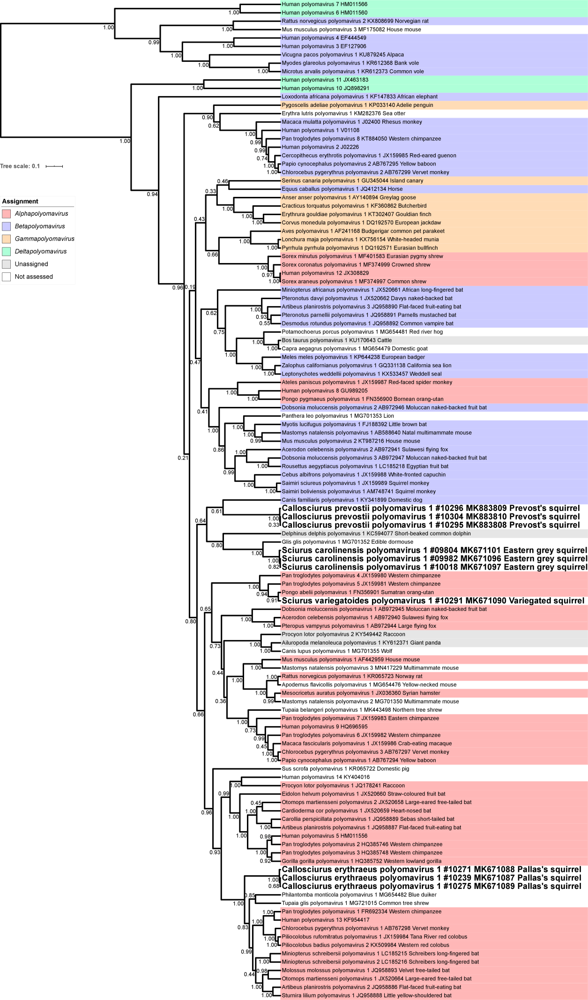 Human polyomavirus 7 HM011566
Human polyomavirus 6 HM011560
1.00
Rattus norvegicus polyomavirus 2 KX808699 Norvegian rat
1.00
Mus musculus polyomavirus 3 MF175082 House mouse
1.00
Human polyomavirus 4 EF444549
0.99
Human polyomavirus 3 EF127906
1.00
Vicugna pacos polyomavirus 1 KU879245 Alpaca
1.00
Myodes glareolus polyomavirus 1 KR612368 Bank vole
1.00
Microtus arvalis polyomavirus 1 KR612373 Common vole
1.00
Human polyomavirus 11 JX463183
Human polyomavirus 10 JQ898291
1.00
Loxodonta africana polyomavirus 1 KF147833 African elephant
Pygoscelis adeliae polyomavirus 1 KP033140 Adelie penguin
Erythra lutris polyomavirus 1 KM282376 Sea otter
0.90
Macaca mulatta polyomavirus 1 J02400 Rhesus monkey
0.62
Human polyomavirus 1 V01108
1.00
Pan troglodytes polyomavirus 8 KT884050 Western chimpanzee
1.00
0.99
Human polyomavirus 2 J02226
0.99
Cercopithecus erythrotis polyomavirus 1 JX159985 Red-eared guenon
0.74
Papio cynocephalus polyomavirus 2 AB767295 Yellow baboon
Tree scale: 0.1
1.00
Chlorocebus pygerythrus polyomavirus 2 AB767299 Vervet monkey
1.00
Serinus canaria polyomavirus 1 GU345044 Island canary
0.46
Equus caballus polyomavirus 1 JQ412134 Horse
0.33
0.94
Anser anser polyomavirus 1 AY140894 Greylag goose
Assignment
Cracticus torquatus polyomavirus 1 KF360862 Butcherbird
1.00
Alphapolyomavirus
Erythrura gouldiae polyomavirus 1 KT302407 Gouldian finch
1.00
0.43
Corvus monedula polyomavirus 1 DQ192570 European jackdaw
1.00
Betapolyomavirus
Aves polyomavirus 1 AF241168 Budgerigar common pet parakeet
Gammapolyomavirus
Lonchura maja polyomavirus 1 KX756154 White-headed munia
1.00
Pyrrhula pyrrhula polyomavirus 1 DQ192571 Eurasian bullfinch
1.00
Deltapolyomavirus
0.66
Sorex minutus polyomavirus 1 MF401583 Eurasian pygmy shrew
Unassigned
Sorex coronatus polyomavirus 1 MF374999 Crowned shrew
1.00
Human polyomavirus 12 JX308829
0.97
Not assessed
Sorex araneus polyomavirus 1 MF374997 Common shrew
1.00
0.96
0.19
Miniopterus africanus polyomavirus 1 JX520661 African long-fingered bat
Pteronotus davyi polyomavirus 1 JX520662 Davys naked-backed bat
Artibeus planirostris polyomavirus 3 JQ958890 Flat-faced fruit-eating bat
1.00
0.62
Pteronotus parnellii polyomavirus 1 JQ958891 Parnells mustached bat
0.93
Desmodus rotundus polyomavirus 1 JQ958892 Common vampire bat
0.55
Potamochoerus porcus polyomavirus 1 MG654481 Red river hog
0.75
Bos taurus polyomavirus 1 KU170643 Cattle
1.00
Capra aegagrus polyomavirus 1 MG654479 Domestic goat
1.00
Meles meles polyomavirus 1 KP644238 European badger
1.00
0.47
Zalophus californianus polyomavirus 1 GQ331138 California sea lion
1.00
Leptonychotes weddellii polyomavirus 1 KX533457 Weddell seal
1.00
Ateles paniscus polyomavirus 1 JX159987 Red-faced spider monkey
Human polyomavirus 8 GU989205
1.00
Pongo pygmaeus polyomavirus 1 FN356900 Bornean orang-utan
1.00
Dobsonia moluccensis polyomavirus 2 AB972946 Moluccan naked-backed fruit bat
0.41
Panthera leo polyomavirus 1 MG701353 Lion
Myotis lucifugus polyomavirus 1 FJ188392 Little brown bat
1.00
1.00
Mastomys natalensis polyomavirus 1 AB588640 Natal multimammate mouse
1.00
Mus musculus polyomavirus 2 KT987216 House mouse
0.99
Acerodon celebensis polyomavirus 2 AB972941 Sulawesi flying fox
0.86
1.00
Dobsonia moluccensis polyomavirus 3 AB972947 Moluccan naked-backed fruit bat
0.21
Rousettus aegyptiacus polyomavirus 1 LC185218 Egyptian fruit bat
1.00
0.99
Cebus albifrons polyomavirus 1 JX159988 White-fronted capuchin
Saimiri sciureus polyomavirus 1 JX159989 Squirrel monkey
1.00
Saimiri boliviensis polyomavirus 1 AM748741 Squirrel monkey
1.00
Canis familiaris polyomavirus 1 KY341899 Domestic dog
Callosciurus prevostii polyomavirus 1 #10296 MK883809 Prevost's squirrel
0.61
Callosciurus prevostii polyomavirus 1 #10304 MK883810 Prevost's squirrel
1.00
0.64
Callosciurus prevostii polyomavirus 1 #10295 MK883808 Prevost's squirrel
0.33
Delphinus delphis polyomavirus 1 KC594077 Short-beaked common dolphin
Glis glis polyomavirus 1 MG701352 Edible dormouse
0.80
Sciurus carolinensis polyomavirus 1 #09804 MK671101 Eastern grey squirrel
1.00
Sciurus carolinensis polyomavirus 1 #09982 MK671096 Eastern grey squirrel
1.00
Sciurus carolinensis polyomavirus 1 #10018 MK671097 Eastern grey squirrel
0.82
Pan troglodytes polyomavirus 4 JX159980 Western chimpanzee
Pan troglodytes polyomavirus 5 JX159981 Western chimpanzee
1.00
Pongo abelii polyomavirus 1 FN356901 Sumatran orang-utan
0.94
Sciurus variegatoides polyomavirus 1 #10291 MK671090 Variegated squirrel
0.91
0.65
Dobsonia moluccensis polyomavirus 1 AB972945 Moluccan naked-backed fruit bat
Acerodon celebensis polyomavirus 1 AB972940 Sulawesi flying fox
0.80
1.00
Pteropus vampyrus polyomavirus 1 AB972944 Large flying fox
1.00
Procyon lotor polyomavirus 2 KY549442 Raccoon
Ailuropoda melanoleuca polyomavirus 1 KY612371 Giant panda
0.73
1.00
Canis lupus polyomavirus 1 MG701355 Wolf
1.00
Mus musculus polyomavirus 1 AF442959 House mouse
Mastomys natalensis polyomavirus 3 MN417229 Multimammate mouse
1.00
0.44
Rattus norvegicus polyomavirus 1 KR065723 Norway rat
1.00
1.00
Apodemus flavicollis polyomavirus 1 MG654476 Yellow-necked mouse
Mesocricetus auratus polyomavirus 1 JX036360 Syrian hamster
1.00
Mastomys natalensis polyomavirus 2 MG701350 Multimammate mouse
0.36
0.99
Tupaia belangeri polyomavirus 1 MK443498 Northern tree shrew
0.66
Pan troglodytes polyomavirus 7 JX159983 Eastern chimpanzee
1.00
Human polyomavirus 9 HQ696595
0.73
Pan troglodytes polyomavirus 6 JX159982 Western chimpanzee
0.99
Macaca fascicularis polyomavirus 1 JX159986 Crab-eating macaque
0.45
Chlorocebus pygerythrus polyomavirus 3 AB767297 Vervet monkey
1.00
Papio cynocephalus polyomavirus 1 AB767294 Yellow baboon
1.00
Sus scrofa polyomavirus 1 KR065722 Domestic pig
Human polyomavirus 14 KY404016
Procyon lotor polyomavirus 1 JQ178241 Raccoon
1.00
0.99
Eidolon helvum polyomavirus 1 JX520660 Straw-coloured fruit bat
Otomops martiensseni polyomavirus 2 JX520658 Large-eared free-tailed bat
0.45
Cardioderma cor polyomavirus 1 JX520659 Heart-nosed bat
0.96
1.00
1.00
Carollia perspicillata polyomavirus 1 JQ958889 Sebas short-tailed bat
Artibeus planirostris polyomavirus 1 JQ958887 Flat-faced fruit-eating bat
1.00
1.00
Human polyomavirus 5 HM011556
0.98
Pan troglodytes polyomavirus 2 HQ385746 Western chimpanzee
0.93
1.00
Pan troglodytes polyomavirus 3 HQ385748 Western chimpanzee
Gorilla gorilla polyomavirus 1 HQ385752 Western lowland gorilla
0.92
Callosciurus erythraeus polyomavirus 1 #10271 MK671088 Pallas's squirrel
Callosciurus erythraeus polyomavirus 1 #10239 MK671087 Pallas's squirrel
1.00
Callosciurus erythraeus polyomavirus 1 #10275 MK671089 Pallas's squirrel
0.68
Philantomba monticola polyomavirus 1 MG654482 Blue duiker
0.85
1.00
Tupaia glis polyomavirus 1 MG721015 Common tree shrew
Pan troglodytes polyomavirus 1 FR692334 Western chimpanzee
1.00
Human polyomavirus 13 KF954417
1.00
0.83
Chlorocebus pygerythrus polyomavirus 1 AB767298 Vervet monkey
Piliocolobus rufomitratus polyomavirus 1 JX159984 Tana River red colobus
1.00
Piliocolobus badius polyomavirus 2 KX509984 Western red colobus
1.00
0.99
Miniopterus schreibersii polyomavirus 1 LC185215 Schreibers long-fingered bat
Miniopterus schreibersii polyomavirus 2 LC185216 Schreibers long-fingered bat
1.00
Molossus molossus polyomavirus 1 JQ958893 Velvet free-tailed bat
0.98
0.44
Otomops martiensseni polyomavirus 1 JX520664 Large-eared free-tailed bat
Artibeus planirostris polyomavirus 2 JQ958886 Flat-faced fruit-eating bat
1.00
Sturnira lilium polyomavirus 1 JQ958888 Little yellow-shouldered bat
1.00